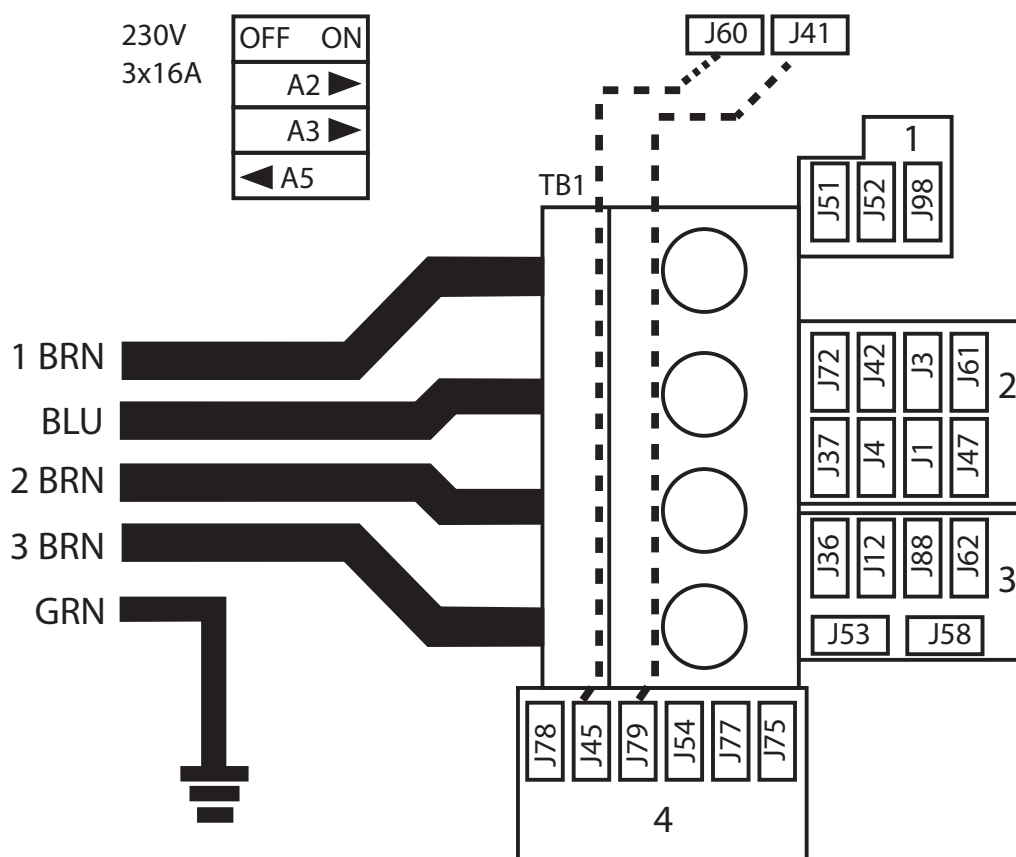 230V
3x16A
OFF ON
A2
A3
A5
J60 J41
1
J51 J52 J98
TB1
1 BRN
BLU
2 BRN
3 BRN
GRN
J72 J42 J3 J61
2
J37 J4 J1 J47
J36 J12 J88 J62
3
J53 J58
J78 J45 J79 J54 J77 J75
4